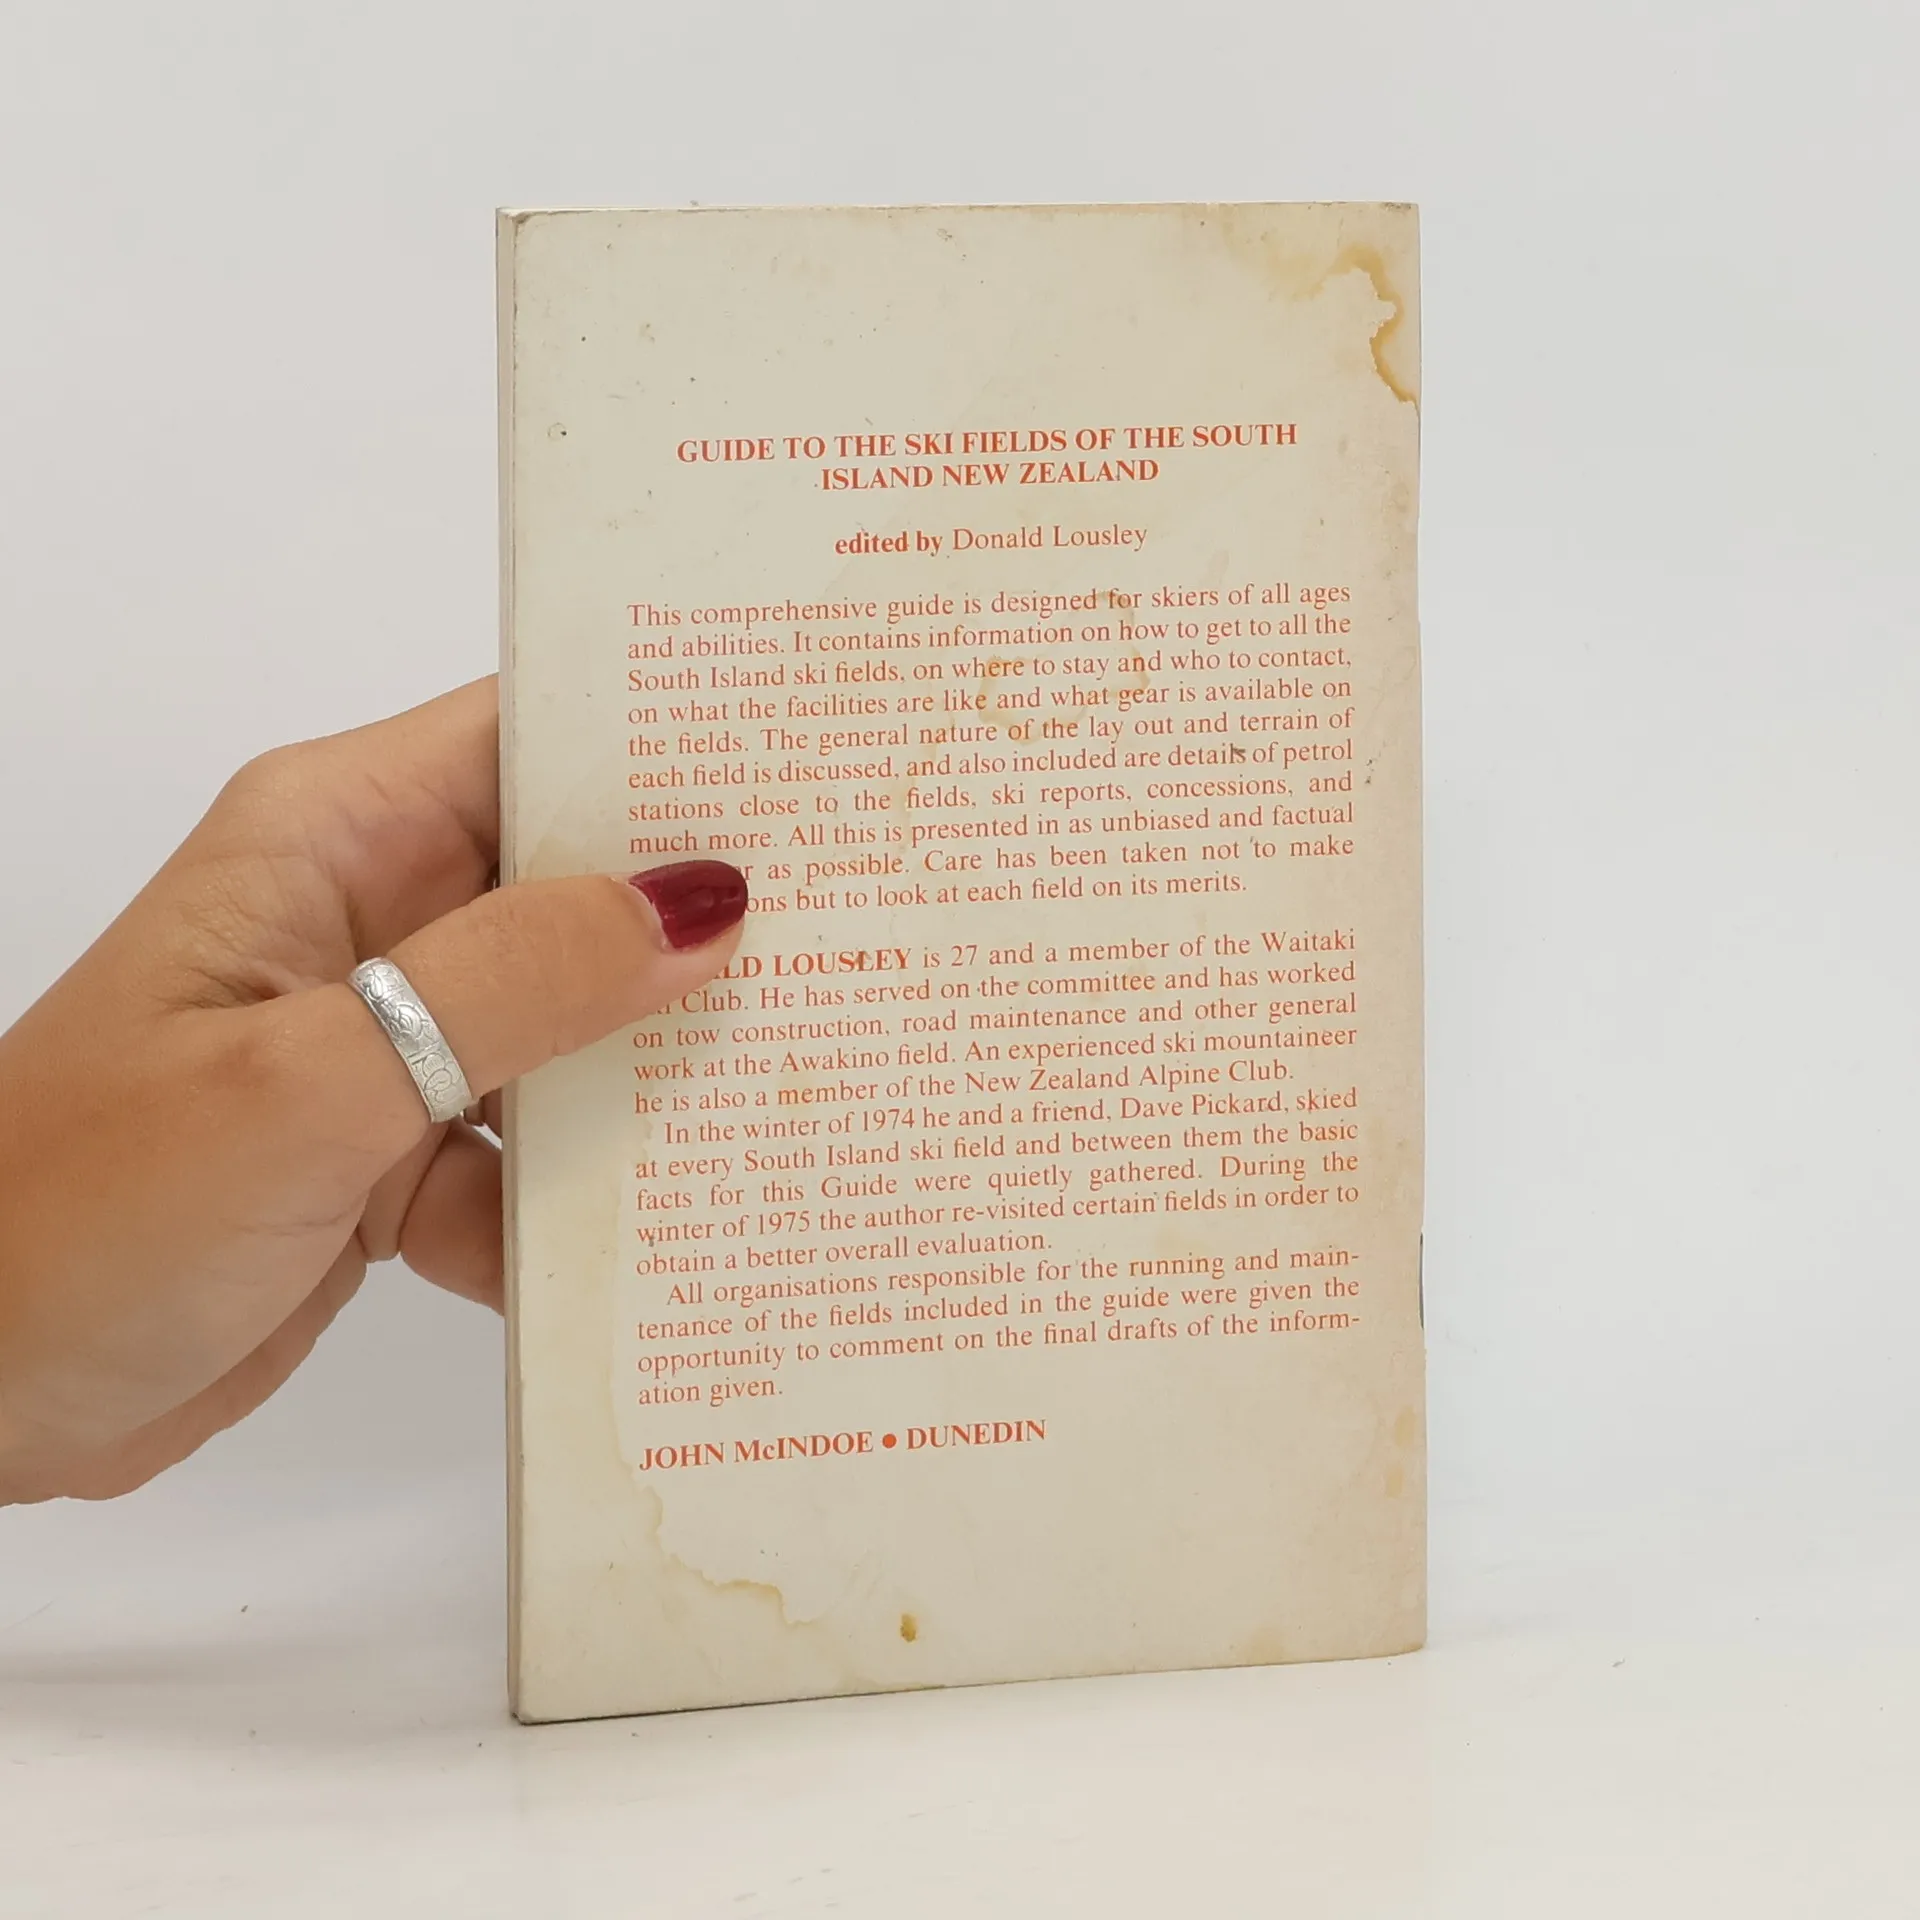 GUIDE TO THE SKI FIELDS OF THE SOUTH
ISLAND NEW ZEALAND
edited by Donald Lousley
This comprehensive guide is designed for skiers of all ages
and abilities. It contains information on how to get to all the
South Island ski fields, on where to stay and who to contact,
on what the facilities are like and what gear is available on
the fields. The general nature of the lay out and terrain of
each field is discussed, and also included are details of petrol
stations close to the fields, ski reports, concessions, and
much more. All this is presented in as unbiased and factual
as possible. Care has been taken not to make
but to look at each field on its merits.
LOUSLEY is 27 and a member of the Waitaki
Club. He has served on the committee and has worked
on tow construction, road maintenance and other general
work at the Awakino field. An experienced ski mountaineer
he is also a member of the New Zealand Alpine Club.
In the winter of 1974 he and a friend, Dave Pickard, skied
at every South Island ski field and between them the basic
facts for this Guide were quietly gathered. During the
winter of 1975 the author re-visited certain fields in order to
obtain a better overall evaluation.
All organisations responsible for the running and main-
tenance of the fields included in the guide were given the
opportunity to comment on the final drafts of the inform-
ation given.
JOHN McINDOE • DUNEDIN